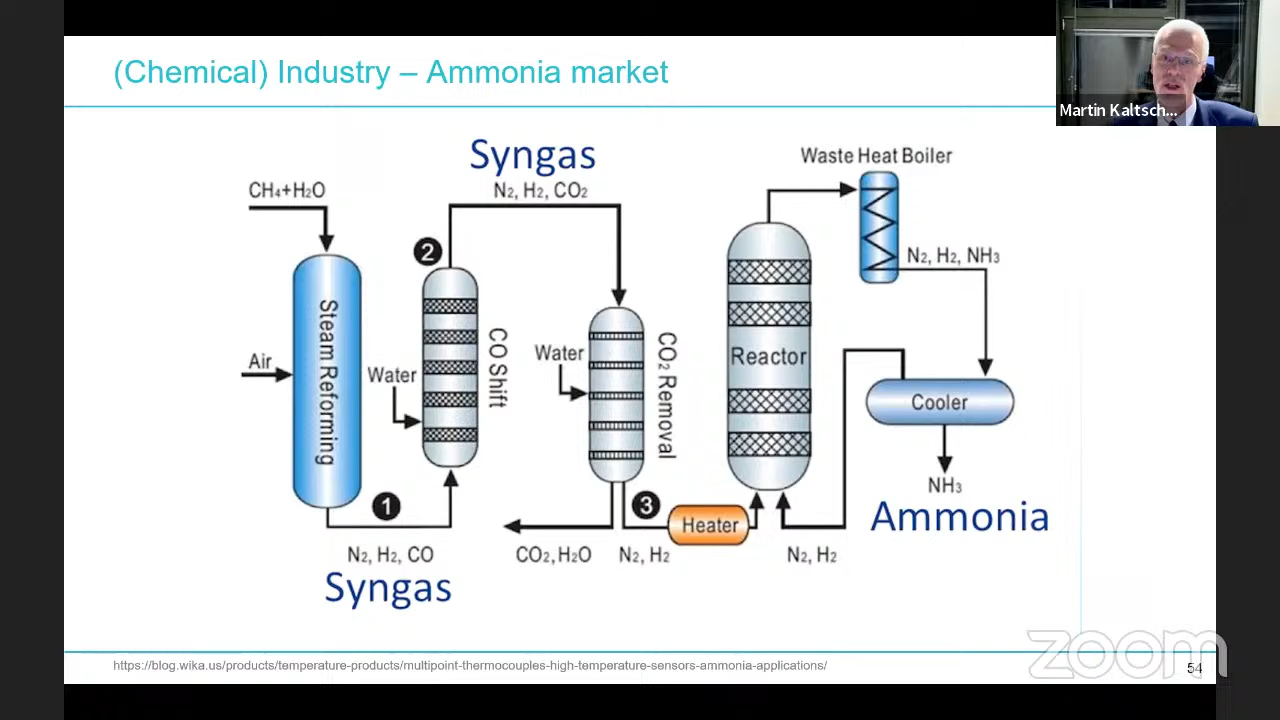 (Chemical) Industry – Ammonia market
Martin Kaltsch...
Syngas
N2, H2, CO2
Waste Heat Boiler
CH4+H2O
2
N2, H2, NH3
Steam Reforming
CO Shift
Water
CO2 Removal
Reactor
Air
Water
Cooler
1
3
Heater
NH3
Ammonia
N2, H2, CO
CO2, H2O
N2, H2
N2, H2
Syngas
zoom
https://blog.wika.us/products/temperature-products/multipoint-thermocouples-high-temperature-sensors-ammonia-applications/
54